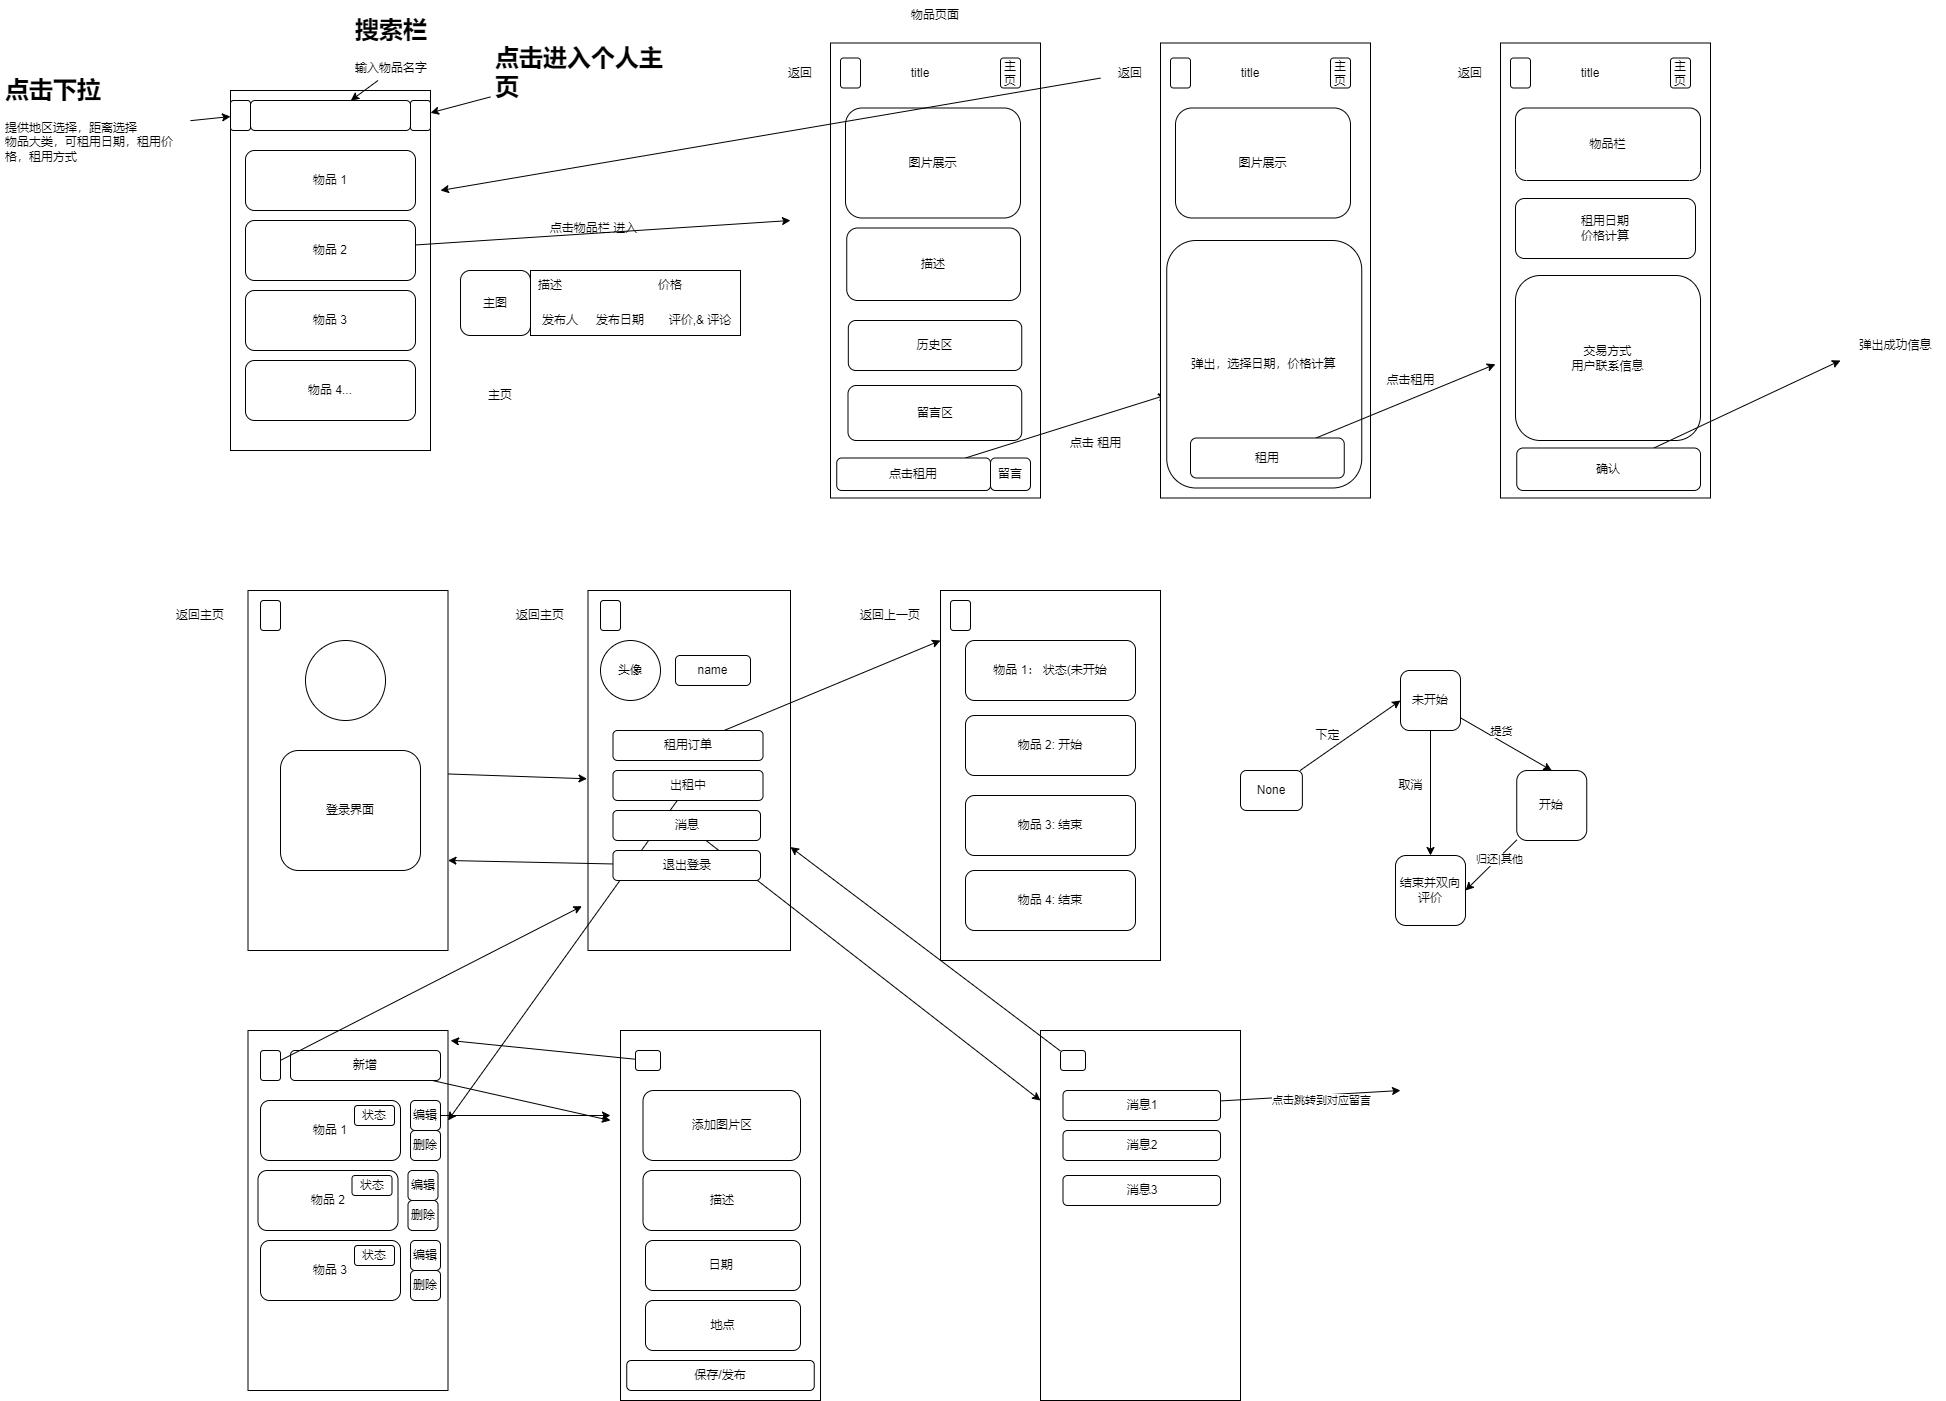 搜索栏
输入物品名字
点击进入个人主
页
点击下拉
提供地区选择，距离选择
物品大类，可租用日期，租用价
格，租用方式
物品 1
物品 2
物品 3
物品 4...
点击物品栏 进入
主图
描述
价格
发布人
发布日期
评价,& 评论
主页
物品页面
返回
title
主
页
图片展示
描述
历史区
留言区
点击租用
留言
点击 租用
返回
title
主
页
图片展示
弹出，选择日期，价格计算
租用
点击租用
返回
title
主
页
物品栏
租用日期
价格计算
交易方式
用户联系信息
确认
弹出成功信息
返回主页
登录界面
返回主页
头像
name
租用订单
出租中
消息
退出登录
返回上一页
物品 1： 状态(未开始
物品 2: 开始
物品 3: 结束
物品 4: 结束
None
下定
未开始
提货
取消
开始
归还|其他
结束并双向
评价
新增
物品 1
状态
编辑
删除
物品 2
状态
编辑
删除
物品 3
状态
编辑
删除
添加图片区
描述
日期
地点
保存/发布
消息1
消息2
消息3
点击跳转到对应留言